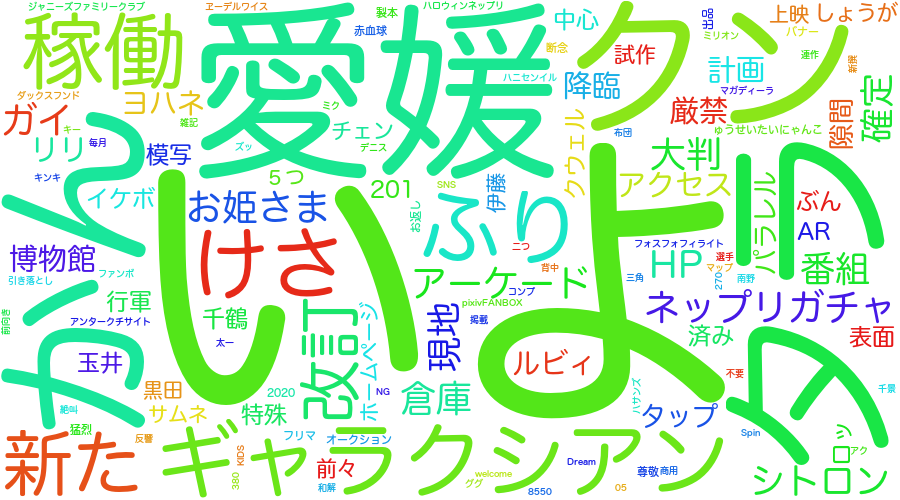 ジャニーズファミリークラブ
ヱーデルワイス
製本
ハロウィンネップリ
出品
上映
しょうが
稼働
愛媛
クン
赤血球
中心
断念
試作
ミリオン
バナー
連作
新規
ダックスフンド
ヨハネ
ミク
ハニセンイル
降臨
計画
マガディーラ
確定
ガイ
キー
雑記
チェン
デニス
厳禁
隙間
リリ
毎月
模写
ズッ
布団
ゅうせいたいにゃんこ
かん
キンキ
イケボ
5つ
201
SNS
伊藤
クウェル
大判
アクセス
お姫さま
お返し
ふり
いよ
パラレル
リ
ワ
ぶん
AR
けさ
二つ
フォスフォフィライト
選手
博物館
ファンボ
引き落とし
背中
三角
HP
マップ
南野
番組
アーケード
コンプ
270
行軍
pixivFANBOX
ネップリガチャ
前向き
アンタークチサイト
千鶴
改訂
ホームページ
現地
掲載
済み
表面
太一
玉井
ルビィ
タ
黒田
2020
NG
倉庫
ハサンズ
不要
千景
サムネ
特殊
タップ
絶叫
猛烈
反響
ギャラクシアン
フリマ
オークション
Spin
ロッ
アク
新た
KIDS
前々
Dream
尊敬
商用
シトロン
380
和解
welcome
グダ
8550
05